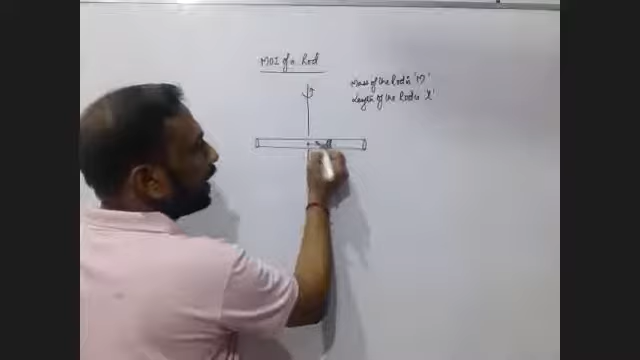 MOI of a Rod
Mass of the Rod is 'M'
Length of the Rod is 'l'